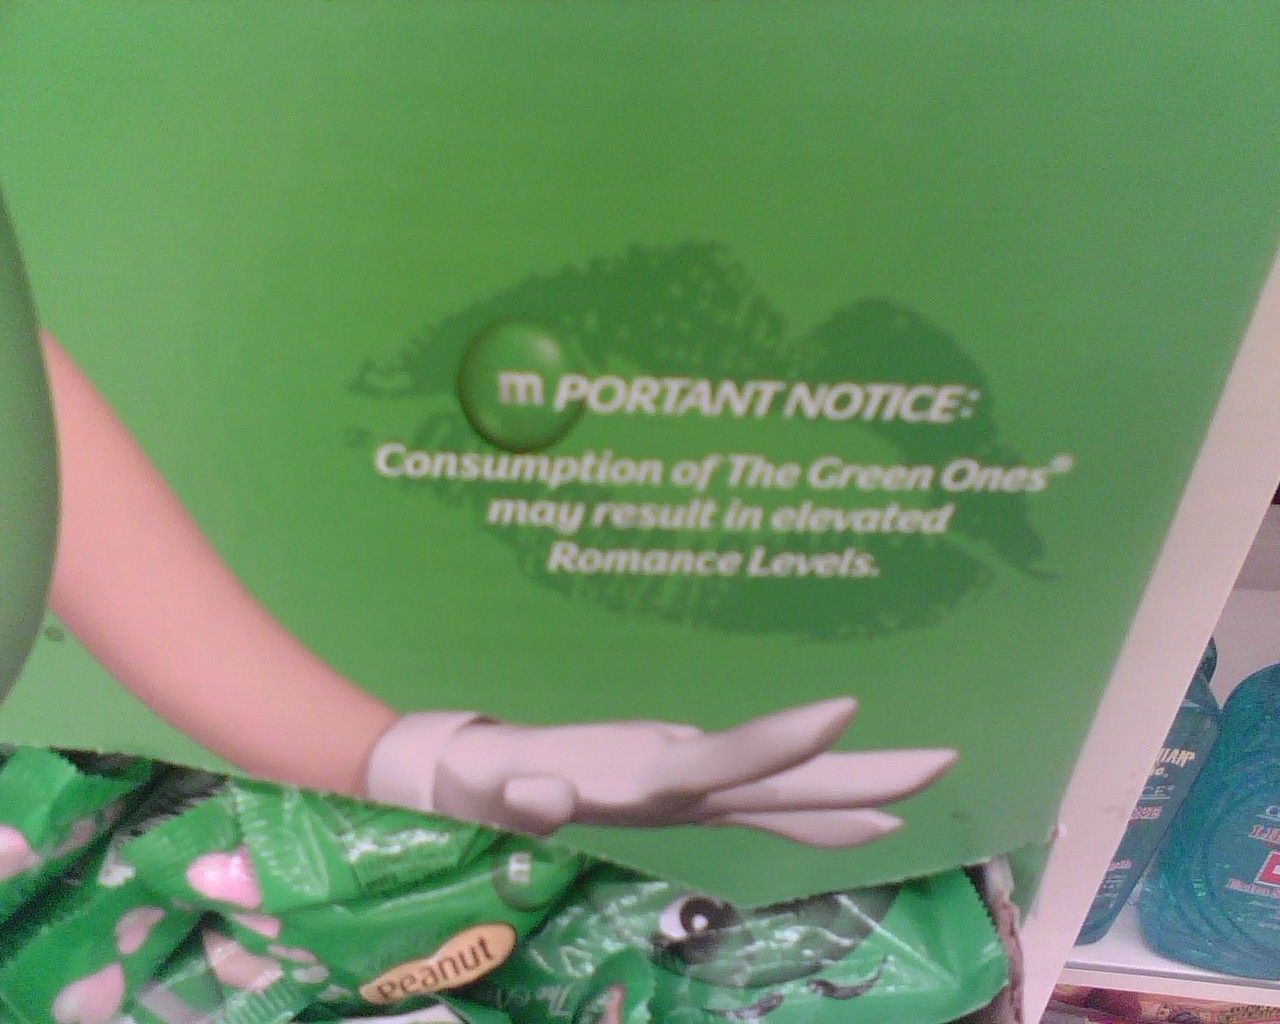 m PORTANT NOTICE:
Consumption of The Green Ones®
may result in elevated
Romance Levels.
m
Peanut